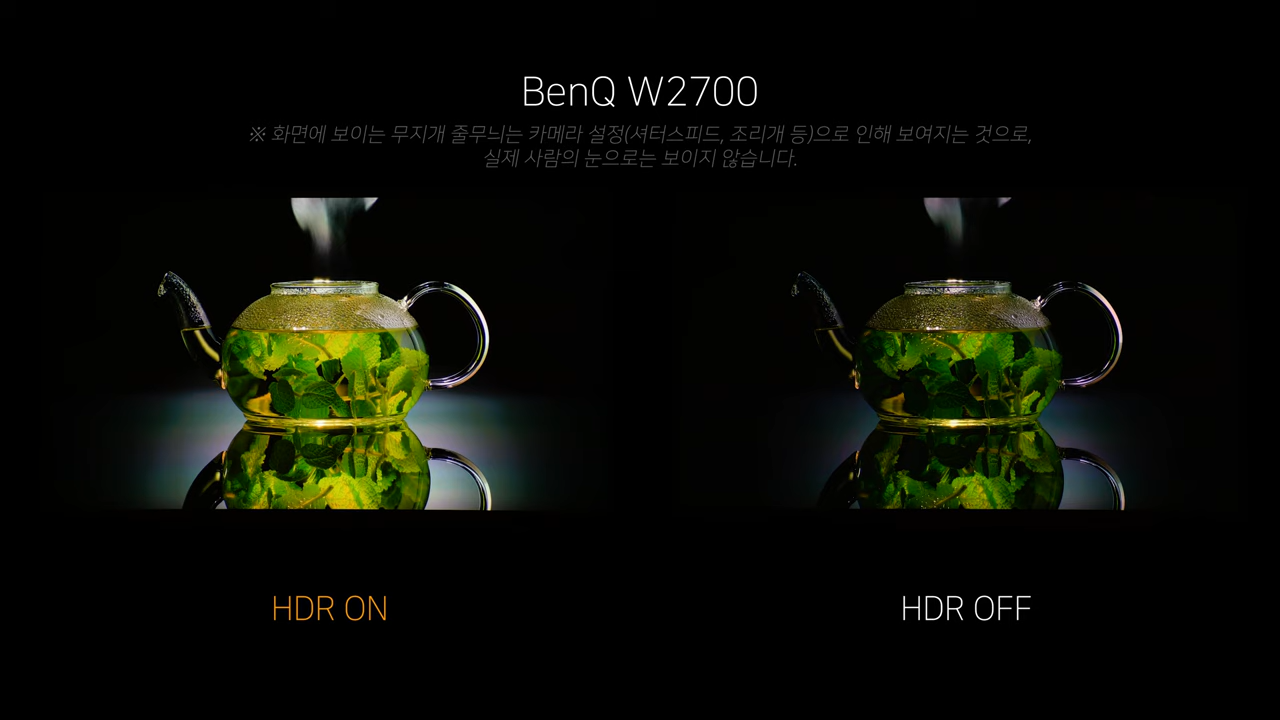 BenQ W2700
※ 화면에 보이는 무지개 줄무늬는 카메라 설정(셔터스피드, 조리개 등)으로 인해 보여지는 것으로,
실제 사람의 눈으로는 보이지 않습니다.
HDR ON
HDR OFF